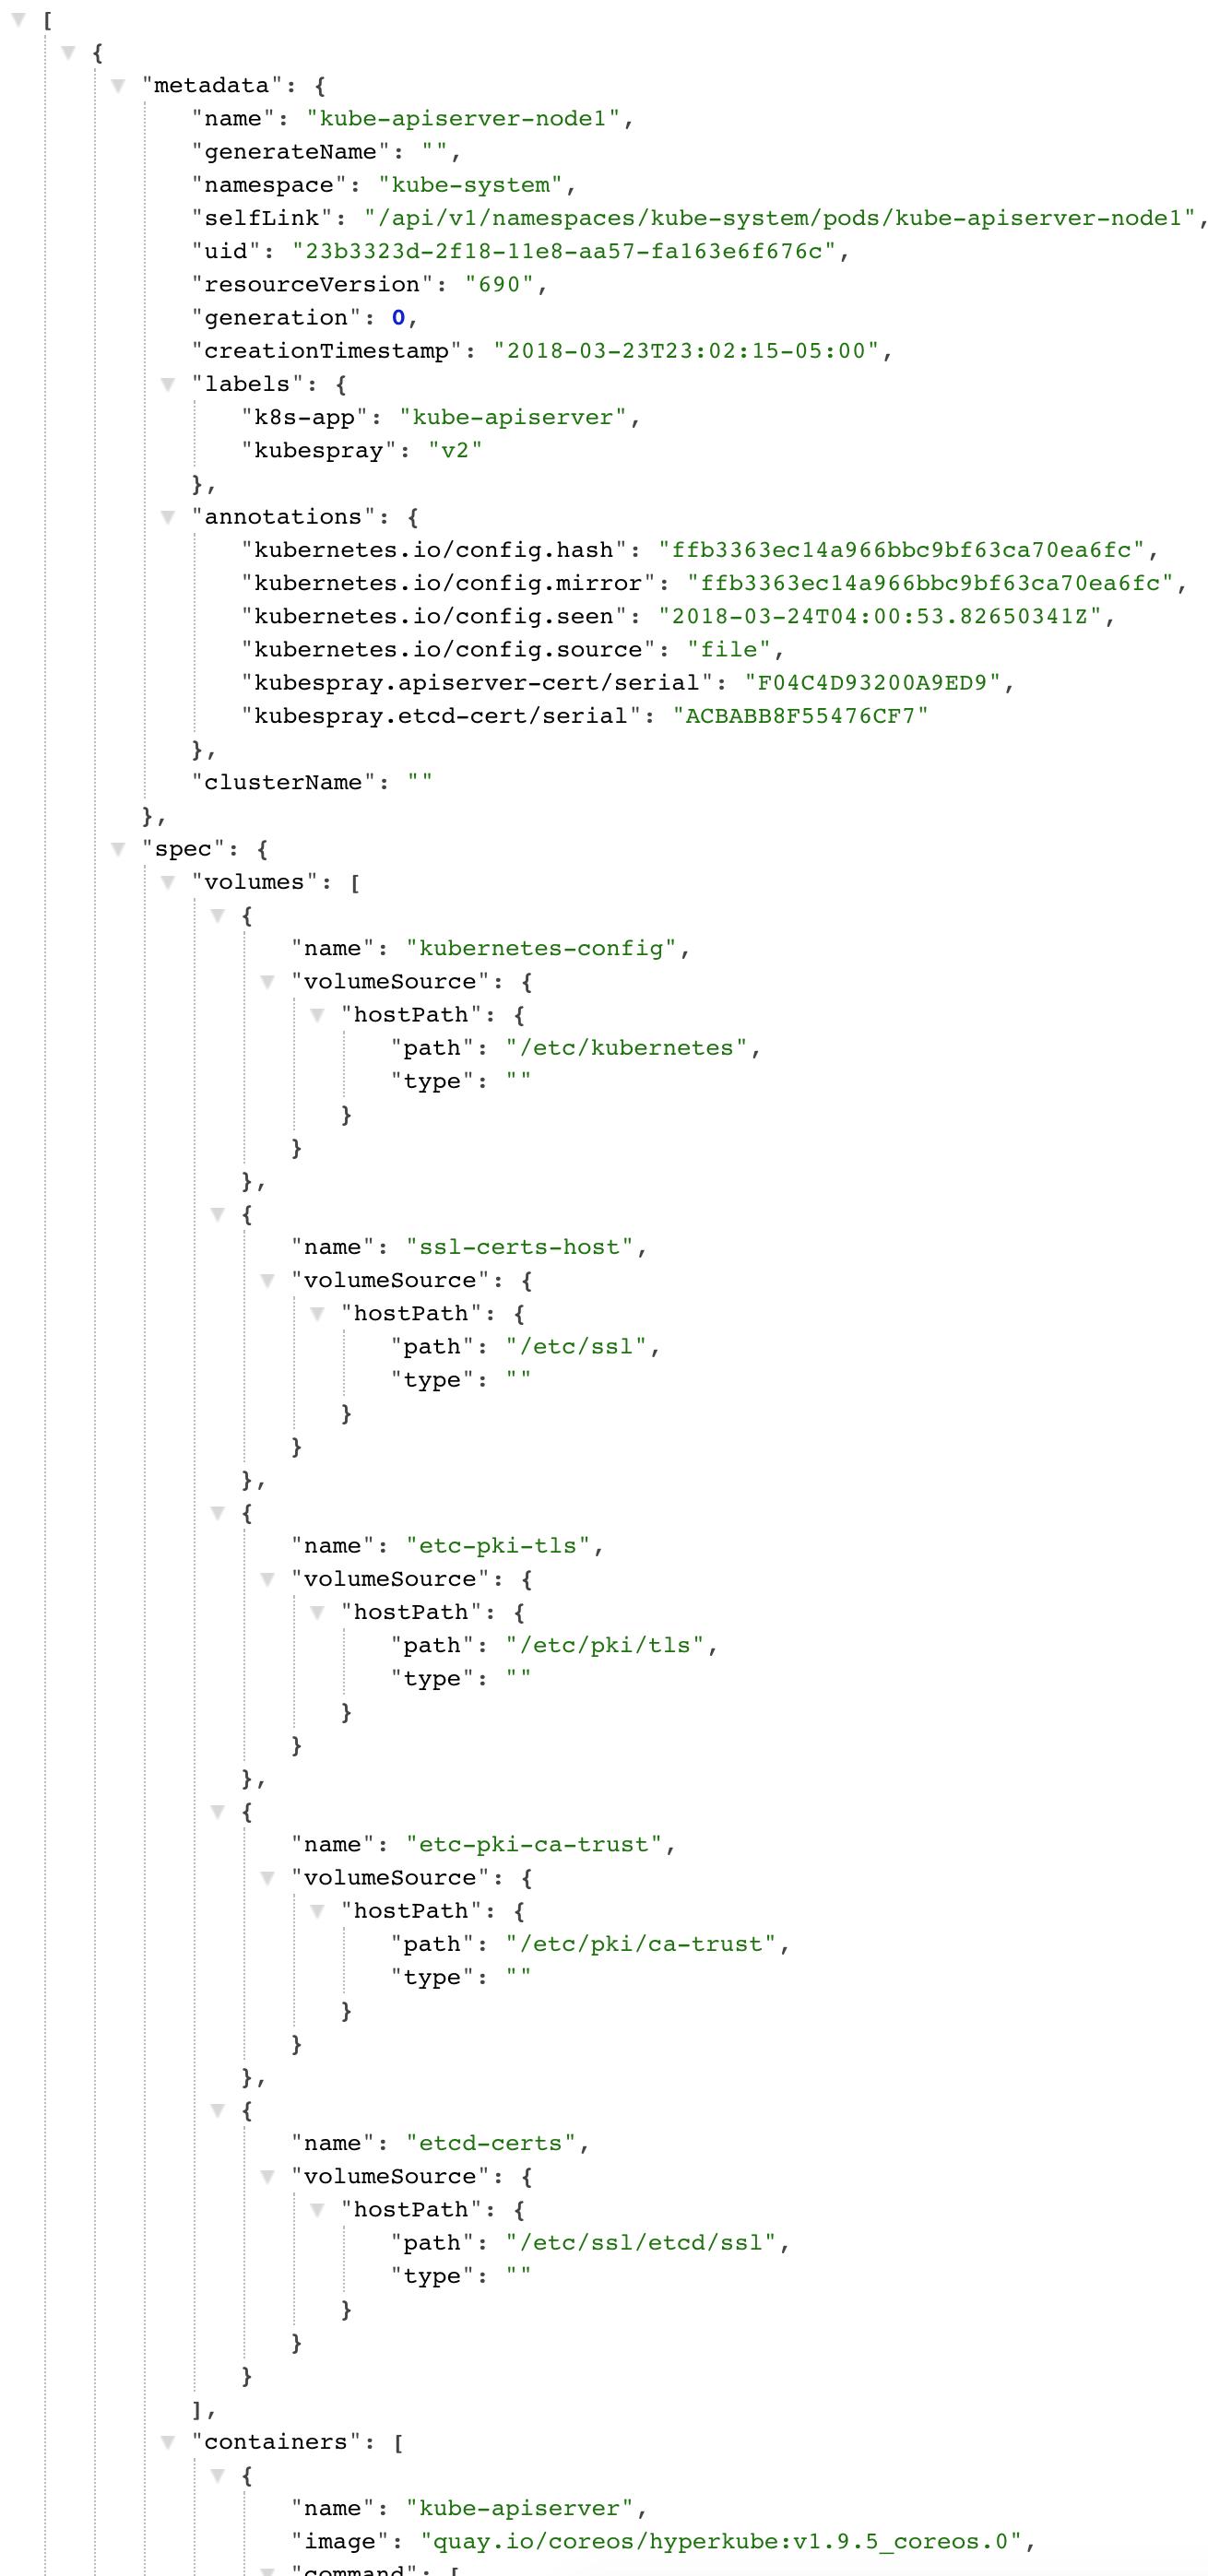 [
{
"metadata": {
"name": "kube-apiserver-node1",
"generateName": "",
"namespace": "kube-system",
"selfLink": "/api/v1/namespaces/kube-system/pods/kube-apiserver-node1",
"uid": "23b3323d-2f18-11e8-aa57-fa163e6f676c",
"resourceVersion": "690",
"generation": 0,
"creationTimestamp": "2018-03-23T23:02:15-05:00",
"labels": {
"k8s-app": "kube-apiserver",
"kubespray": "v2"
},
"annotations": {
"kubernetes.io/config.hash": "ffb3363ec14a966bbc9bf63ca70ea6fc",
"kubernetes.io/config.mirror": "ffb3363ec14a966bbc9bf63ca70ea6fc",
"kubernetes.io/config.seen": "2018-03-24T04:00:53.82650341Z",
"kubernetes.io/config.source": "file",
"kubespray.apiserver-cert/serial": "F04C4D93200A9ED9",
"kubespray.etcd-cert/serial": "ACBABB8F55476CF7"
},
"clusterName": ""
},
"spec": {
"volumes": [
{
"name": "kubernetes-config",
"volumeSource": {
"hostPath": {
"path": "/etc/kubernetes",
"type": ""
}
}
},
{
"name": "ssl-certs-host",
"volumeSource": {
"hostPath": {
"path": "/etc/ssl",
"type": ""
}
}
},
{
"name": "etc-pki-tls",
"volumeSource": {
"hostPath": {
"path": "/etc/pki/tls",
"type": ""
}
}
},
{
"name": "etc-pki-ca-trust",
"volumeSource": {
"hostPath": {
"path": "/etc/pki/ca-trust",
"type": ""
}
}
},
{
"name": "etcd-certs",
"volumeSource": {
"hostPath": {
"path": "/etc/ssl/etcd/ssl",
"type": ""
}
}
}
],
"containers": [
{
"name": "kube-apiserver",
"image": "quay.io/coreos/hyperkube:v1.9.5_coreos.0",
"command": [